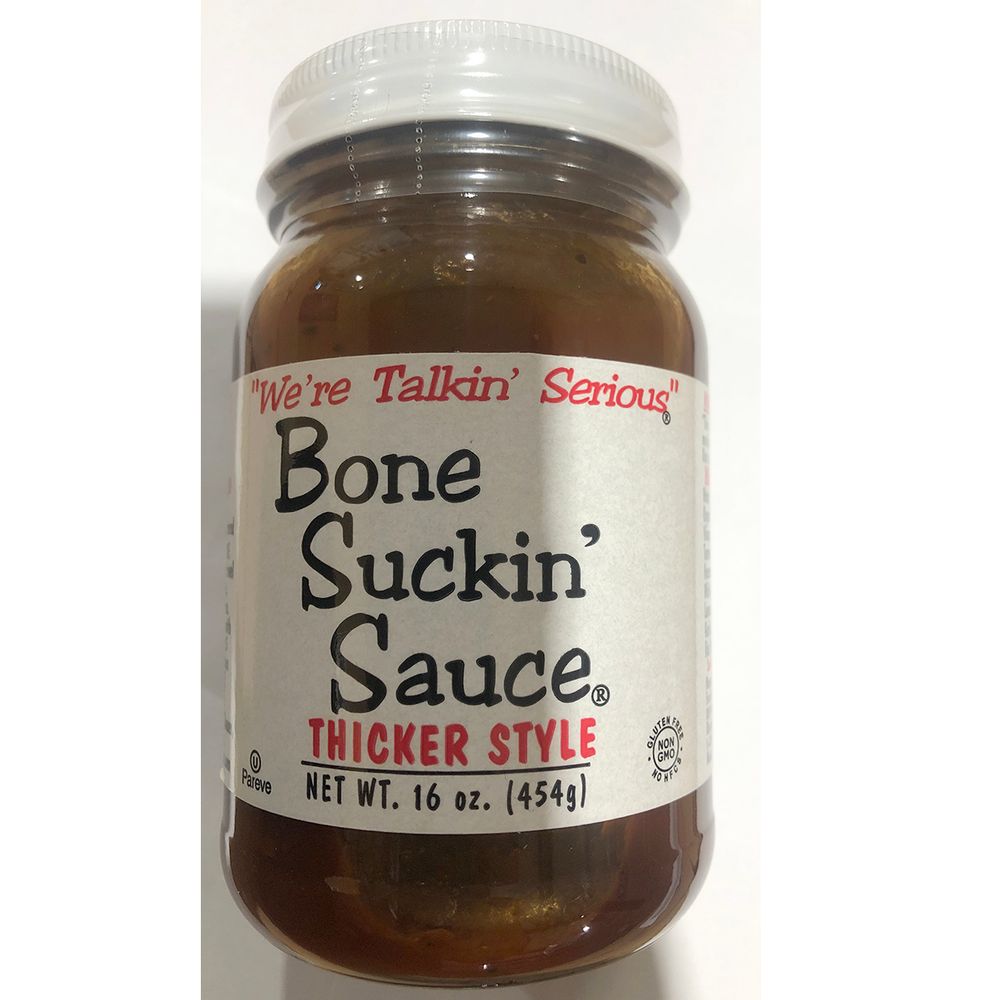 "We're Talkin' Serious"®
Bone
Suckin'
Sauce®
THICKER STYLE
NET WT. 16 oz. (454g)
U
Pareve
GLUTEN FREE
NON
GMO
NO HFCS